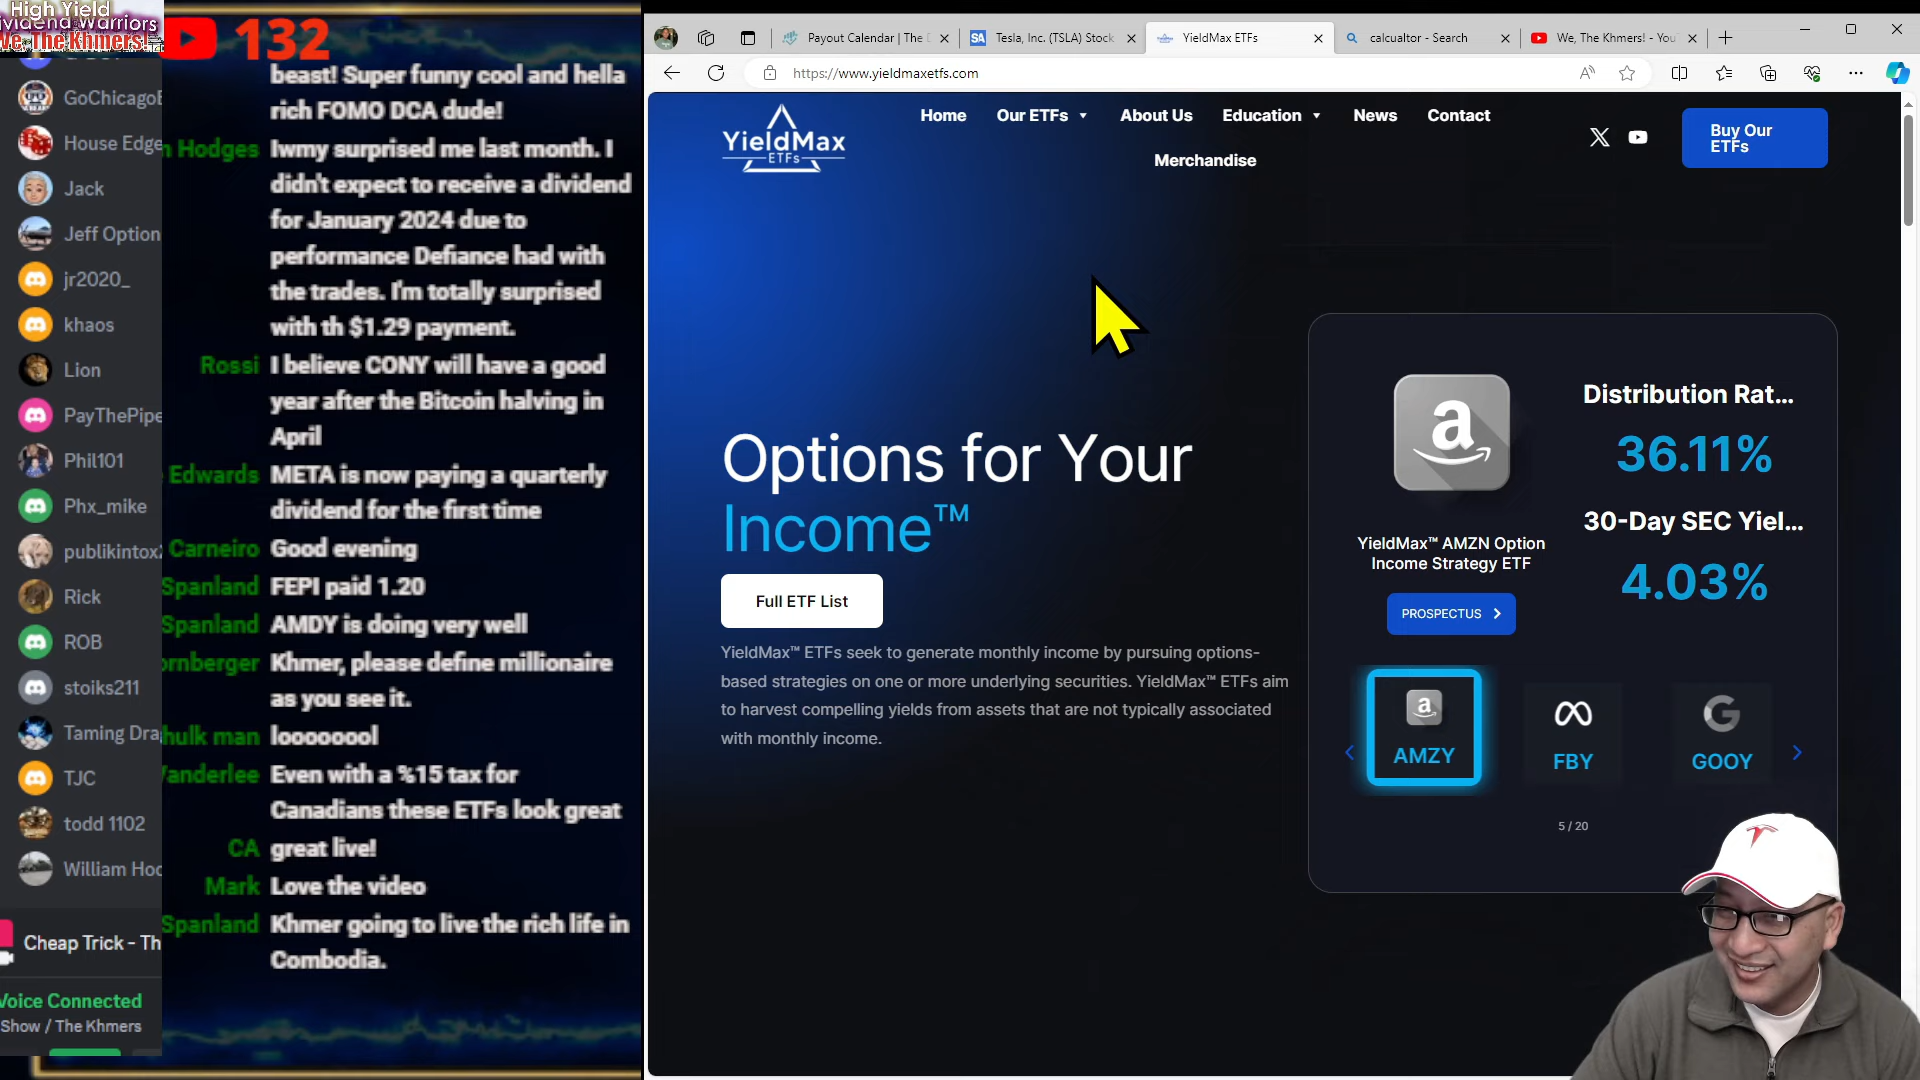 High Yield
Dividend Warriors
We, The Khmers!
132
GoChicagoB
House Edge
Jack
Jeff Option
jr2020_
khaos
Lion
PayThePipe
Phil101
Phx_mike
publikintox2
Rick
ROB
stoiks211
Taming Dra
TJC
todd 1102
William Hoo
Cheap Trick - Th
Voice Connected
Show / The Khmers
beast! Super funny cool and hella
rich FOMO DCA dude!
n Hodges Iwmy surprised me last month. I
didn't expect to receive a dividend
for January 2024 due to
performance Defiance had with
the trades. I'm totally surprised
with th $1.29 payment.
Rossi I believe CONY will have a good
year after the Bitcoin halving in
April
Edwards META is now paying a quarterly
dividend for the first time
Carneiro Good evening
Spanland FEPI paid 1.20
Spanland AMDY is doing very well
ornberger Khmer, please define millionaire
as you see it.
hulk man loooooool
Vanderlee Even with a %15 tax for
Canadians these ETFs look great
CA great live!
Mark Love the video
Spanland Khmer going to live the rich life in
Combodia.
Payout Calendar | The D
Tesla, Inc. (TSLA) Stock
YieldMax ETFs
calcualtor - Search
We, The Khmers! - You
https://www.yieldmaxetfs.com
YieldMax
ETFs
Home
Our ETFs
About Us
Education
News
Contact
Merchandise
Buy Our
ETFs
Options for Your
Income™
Full ETF List
YieldMax™ ETFs seek to generate monthly income by pursuing options-
based strategies on one or more underlying securities. YieldMax™ ETFs aim
to harvest compelling yields from assets that are not typically associated
with monthly income.
Distribution Rat...
36.11%
30-Day SEC Yiel...
4.03%
YieldMax™ AMZN Option
Income Strategy ETF
PROSPECTUS
AMZY
FBY
GOOY
5 / 20